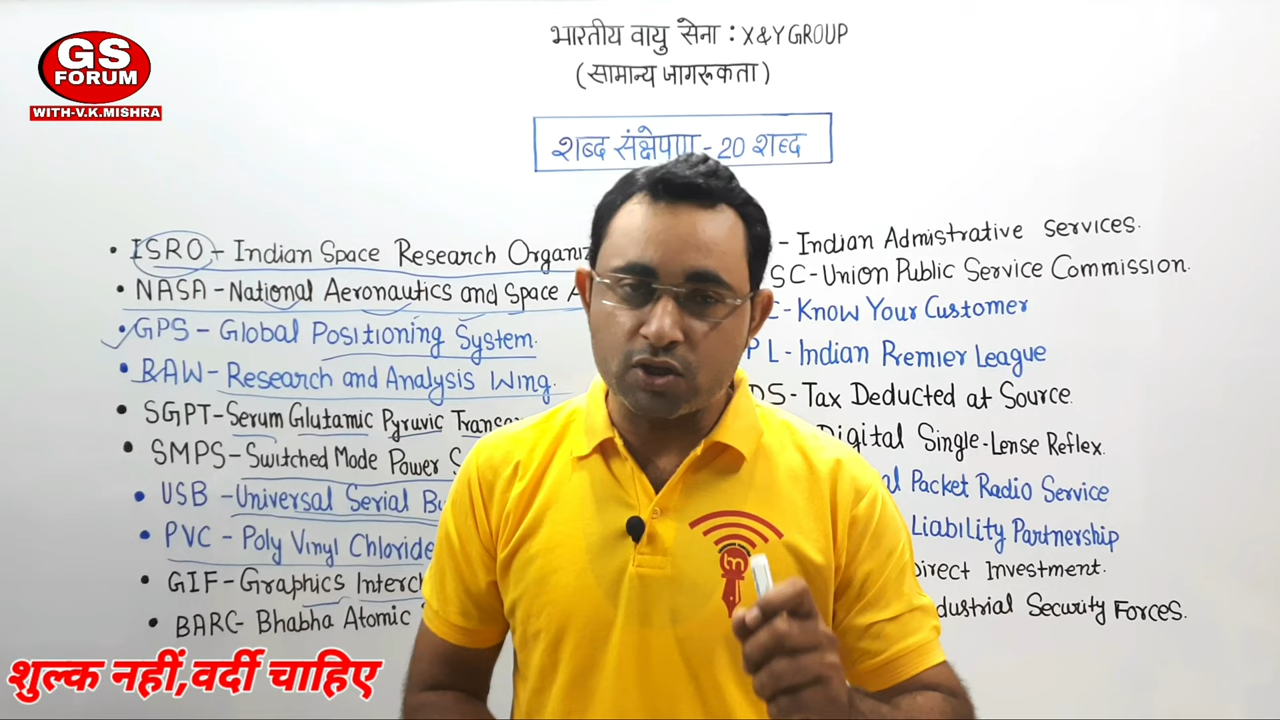 GS
FORUM
WITH-V.K.MISHRA
भारतीय वायु सेना : X&Y GROUP
(सामान्य जागरूकता)
शब्द संक्षेपण - 20 शब्द
• ISRO - Indian Space Research
• NASA - National Aeronautics and Space
• GPS - Global Positioning System.
• RAW - Research and Analysis Wing.
• SGPT - Serum Glutamic Pyruvic
• SMPS - Switched Mode Power
• USB - Universal Serial
• PVC - Poly Vinyl Chloride
• GIF - Graphics
• BARC - Bhabha Atomic
- Indian Admistrative services.
SC - Union Public Service Commission.
- Know Your Customer
PL - Indian Premier League
DS - Tax Deducted at Source.
Digital Single-Lense Reflex.
Packet Radio Service
Liability Partnership
Direct Investment.
Security Forces.
शुल्क नहीं,वर्दी चाहिए